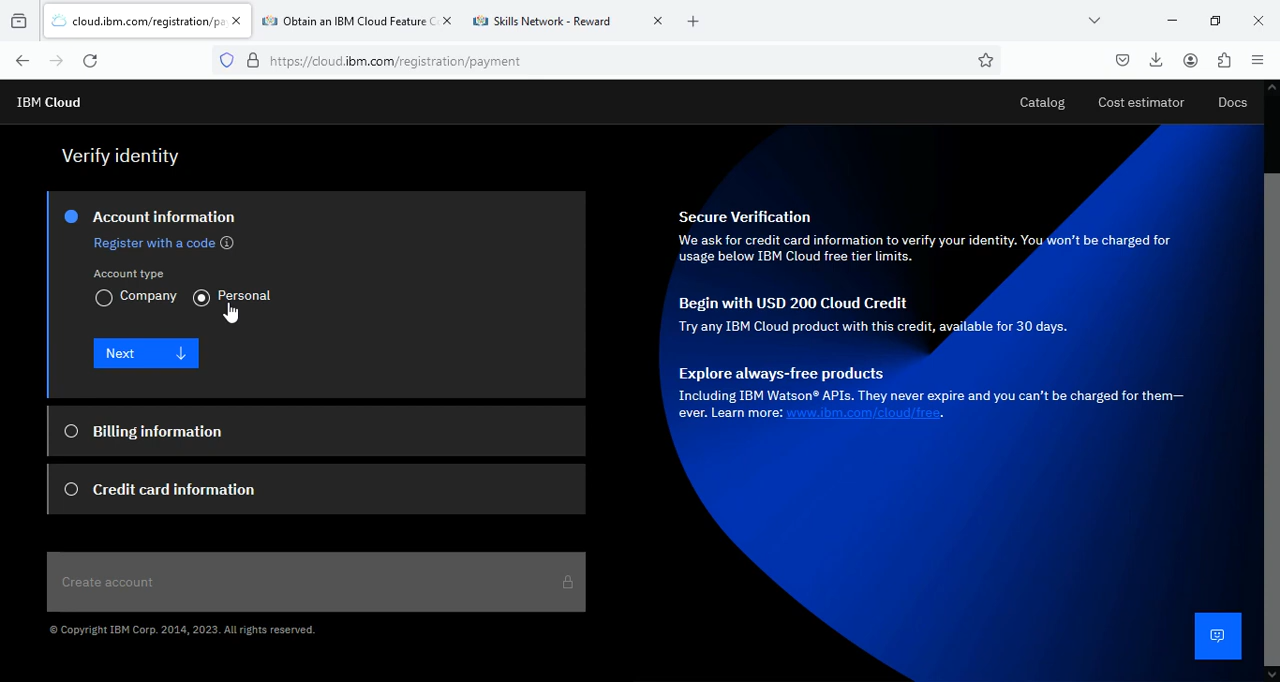 cloud.ibm.com/registration/pa
Obtain an IBM Cloud Feature C
Skills Network - Reward
https://cloud.ibm.com/registration/payment
IBM Cloud
Catalog
Cost estimator
Docs
Verify identity
Account information
Register with a code
Account type
Company
Personal
Next
Billing information
Credit card information
Create account
© Copyright IBM Corp. 2014, 2023. All rights reserved.
Secure Verification
We ask for credit card information to verify your identity. You won't be charged for
usage below IBM Cloud free tier limits.
Begin with USD 200 Cloud Credit
Try any IBM Cloud product with this credit, available for 30 days.
Explore always-free products
Including IBM Watson® APIs. They never expire and you can't be charged for them—
ever. Learn more: www.ibm.com/cloud/free.